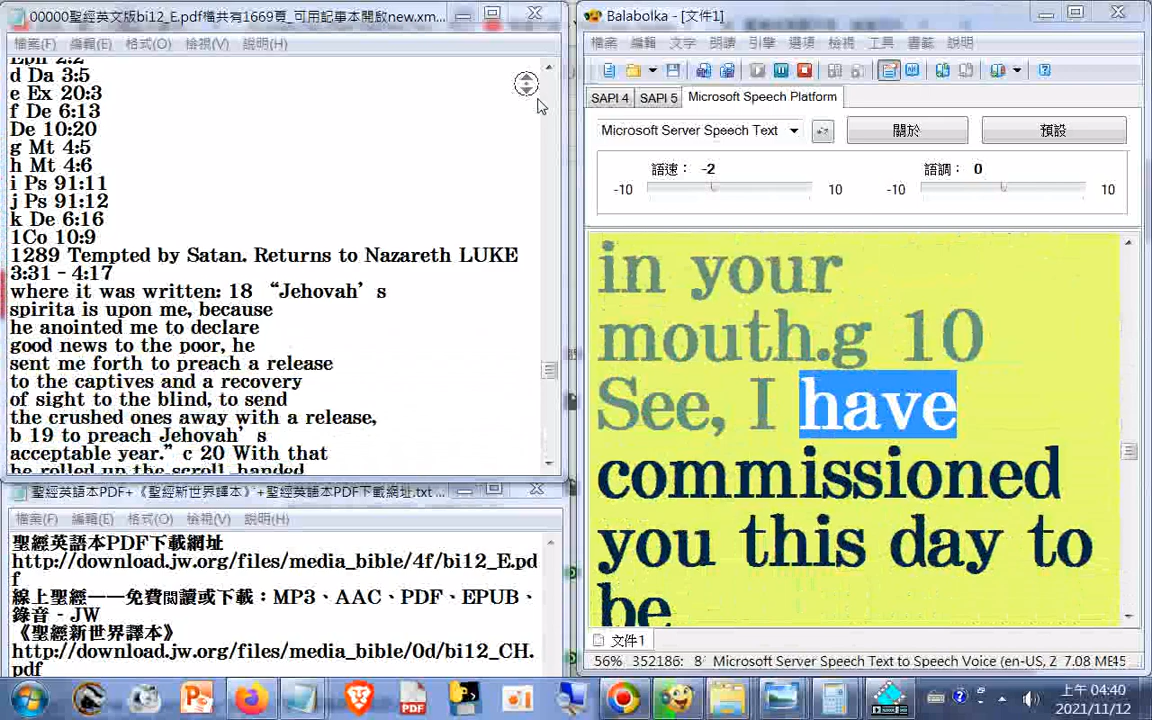 00000聖經英文版bi12_E.pdf檔共有1669頁_可用記事本開啟new.xm...
檔案(F) 編輯(E) 格式(O) 檢視(V) 說明(H)
Eph 2:2
d Da 3:5
e Ex 20:3
f De 6:13
De 10:20
g Mt 4:5
h Mt 4:6
i Ps 91:11
j Ps 91:12
k De 6:16
1Co 10:9
1289 Tempted by Satan. Returns to Nazareth LUKE
3:31 – 4:17
where it was written: 18 “Jehovah’s
spirita is upon me, because
he anointed me to declare
good news to the poor, he
sent me forth to preach a release
to the captives and a recovery
of sight to the blind, to send
the crushed ones away with a release,
b 19 to preach Jehovah’s
acceptable year.” c 20 With that
he rolled up the scroll, handed
聖經英語本PDF+《聖經新世界譯本》+聖經英語本PDF下載網址.txt ...
檔案(F) 編輯(E) 格式(O) 檢視(V) 說明(H)
聖經英語本PDF下載網址
http://download.jw.org/files/media_bible/4f/bi12_E.pd
f
線上聖經——免費閱讀或下載：MP3、AAC、PDF、EPUB、
錄音 - JW
《聖經新世界譯本》
http://download.jw.org/files/media_bible/0d/bi12_CH.
pdf
Balabolka - [文件1]
檔案 編輯 文字 朗讀 引擎 選項 檢視 工具 書籤 說明
SAPI 4 SAPI 5 Microsoft Speech Platform
Microsoft Server Speech Text 關於 預設
語速： -2 語調： 0
-10 10 -10 10
in your
mouth.g 10
See, I have
commissioned
you this day to
be
文件1
56% 352186: 8 Microsoft Server Speech Text to Speech Voice (en-US, Z 7.08 ME45
上午 04:40
2021/11/12